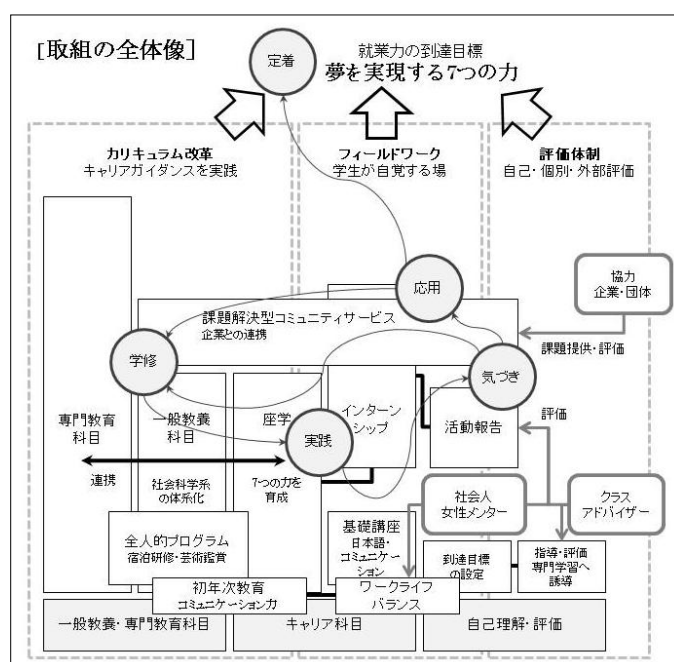 [取組の全体像]
定着
就業力の到達目標
夢を実現する7つの力
カリキュラム改革
キャリアガイダンスを実践
フィールドワーク
学生が自覚する場
評価体制
自己・個別・外部評価
協力
企業・団体
応用
課題解決型コミュニティサービス
企業との連携
課題提供・評価
学修
気づき
専門教育
科目
一般教養
科目
座学
実践
インターン
シップ
活動報告
評価
連携
社会科学系
の体系化
7つの力を
育成
社会人
女性メンター
クラス
アドバイザー
全人的プログラム
宿泊研修・芸術鑑賞
基礎講座
日本語・
コミュニケー
ション
到達目標
の設定
指導・評価
専門学習へ
誘導
初年次教育
コミュニケーション力
ワークライフ
バランス
一般教養・専門教育科目
キャリア科目
自己理解・評価